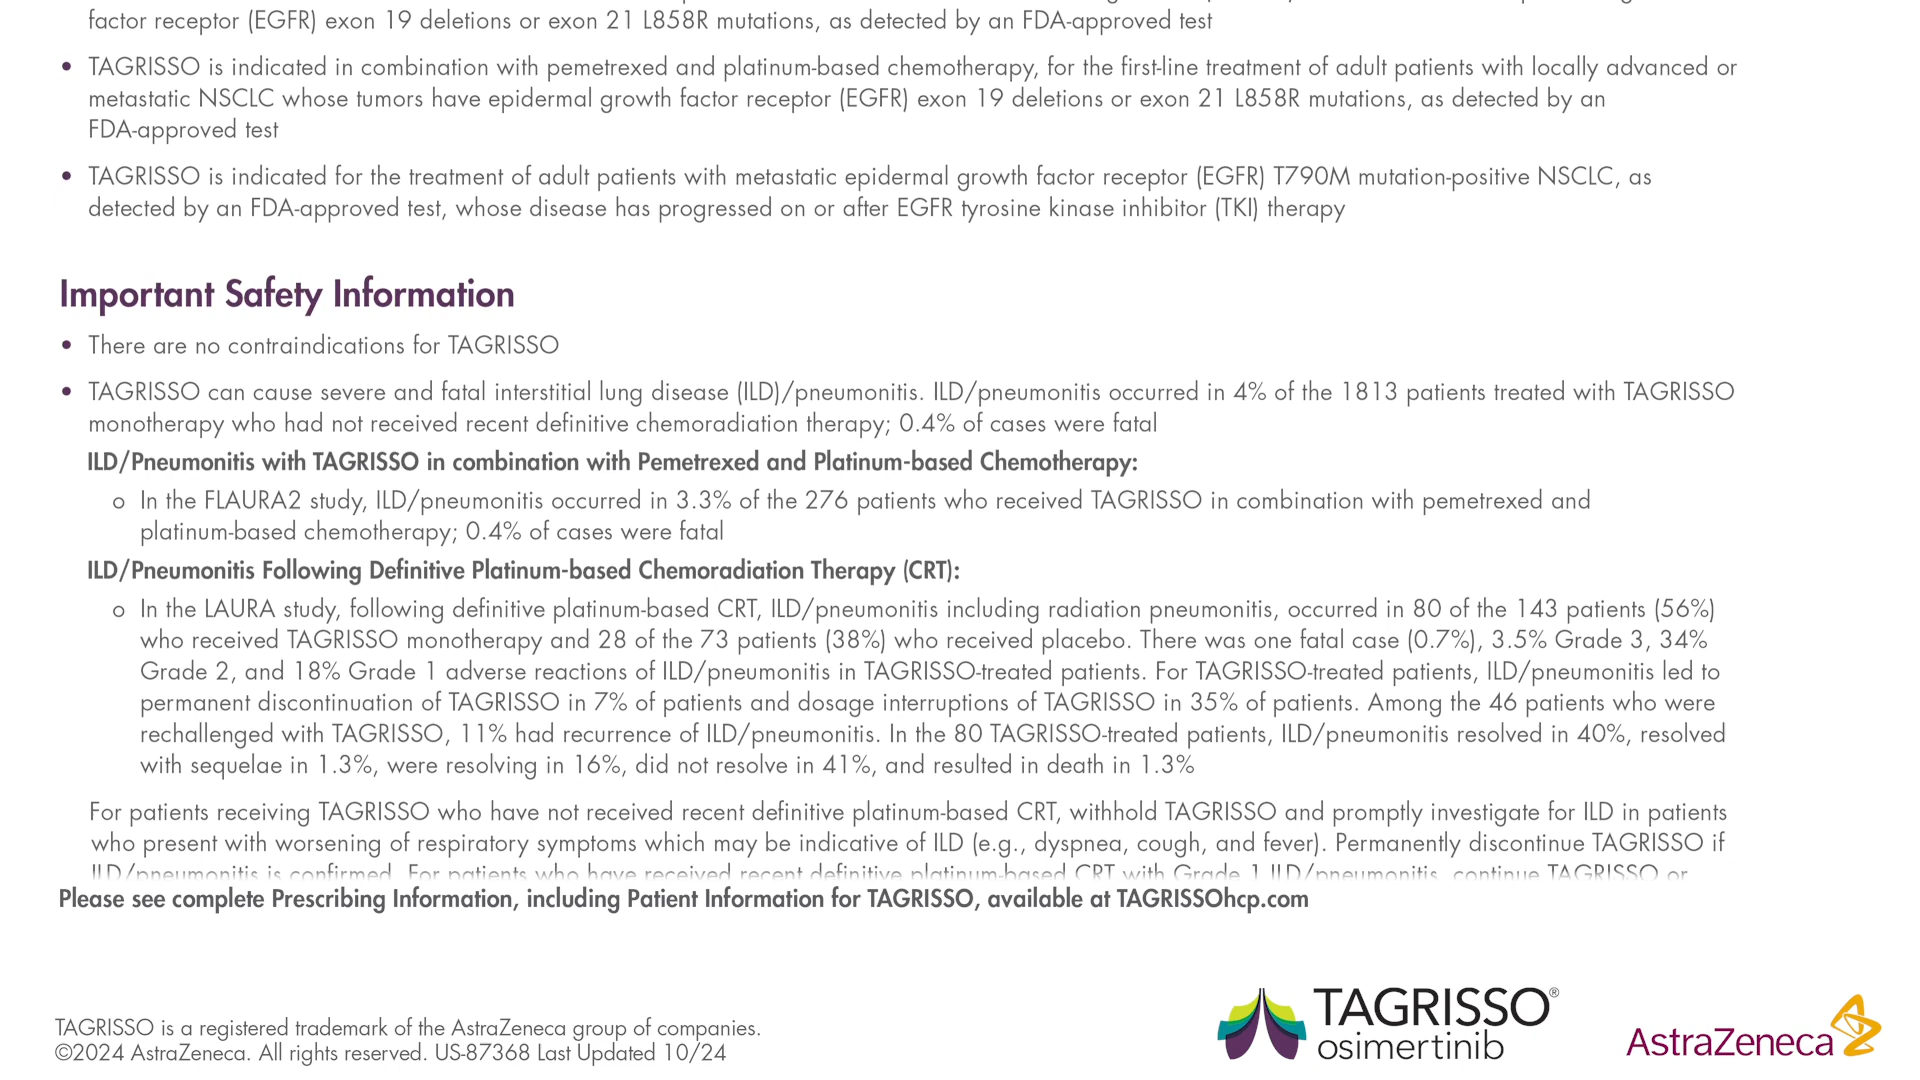 factor receptor (EGFR) exon 19 deletions or exon 21 L858R mutations, as detected by an FDA-approved test
• TAGRISSO is indicated in combination with pemetrexed and platinum-based chemotherapy, for the first-line treatment of adult patients with locally advanced or
metastatic NSCLC whose tumors have epidermal growth factor receptor (EGFR) exon 19 deletions or exon 21 L858R mutations, as detected by an
FDA-approved test
• TAGRISSO is indicated for the treatment of adult patients with metastatic epidermal growth factor receptor (EGFR) T790M mutation-positive NSCLC, as
detected by an FDA-approved test, whose disease has progressed on or after EGFR tyrosine kinase inhibitor (TKI) therapy
Important Safety Information
• There are no contraindications for TAGRISSO
• TAGRISSO can cause severe and fatal interstitial lung disease (ILD)/pneumonitis. ILD/pneumonitis occurred in 4% of the 1813 patients treated with TAGRISSO
monotherapy who had not received recent definitive chemoradiation therapy; 0.4% of cases were fatal
ILD/Pneumonitis with TAGRISSO in combination with Pemetrexed and Platinum-based Chemotherapy:
o In the FLAURA2 study, ILD/pneumonitis occurred in 3.3% of the 276 patients who received TAGRISSO in combination with pemetrexed and
platinum-based chemotherapy; 0.4% of cases were fatal
ILD/Pneumonitis Following Definitive Platinum-based Chemoradiation Therapy (CRT):
o In the LAURA study, following definitive platinum-based CRT, ILD/pneumonitis including radiation pneumonitis, occurred in 80 of the 143 patients (56%)
who received TAGRISSO monotherapy and 28 of the 73 patients (38%) who received placebo. There was one fatal case (0.7%), 3.5% Grade 3, 34%
Grade 2, and 18% Grade 1 adverse reactions of ILD/pneumonitis in TAGRISSO-treated patients. For TAGRISSO-treated patients, ILD/pneumonitis led to
permanent discontinuation of TAGRISSO in 7% of patients and dosage interruptions of TAGRISSO in 35% of patients. Among the 46 patients who were
rechallenged with TAGRISSO, 11% had recurrence of ILD/pneumonitis. In the 80 TAGRISSO-treated patients, ILD/pneumonitis resolved in 40%, resolved
with sequelae in 1.3%, were resolving in 16%, did not resolve in 41%, and resulted in death in 1.3%
For patients receiving TAGRISSO who have not received recent definitive platinum-based CRT, withhold TAGRISSO and promptly investigate for ILD in patients
who present with worsening of respiratory symptoms which may be indicative of ILD (e.g., dyspnea, cough, and fever). Permanently discontinue TAGRISSO if
ILD/pneumonitis is confirmed. For patients who have received recent definitive platinum-based CRT with Grade 1 ILD/pneumonitis, continue TAGRISSO or
Please see complete Prescribing Information, including Patient Information for TAGRISSO, available at TAGRISSOhcp.com
TAGRISSO is a registered trademark of the AstraZeneca group of companies.
©2024 AstraZeneca. All rights reserved. US-87368 Last Updated 10/24
TAGRISSO®
osimertinib
AstraZeneca